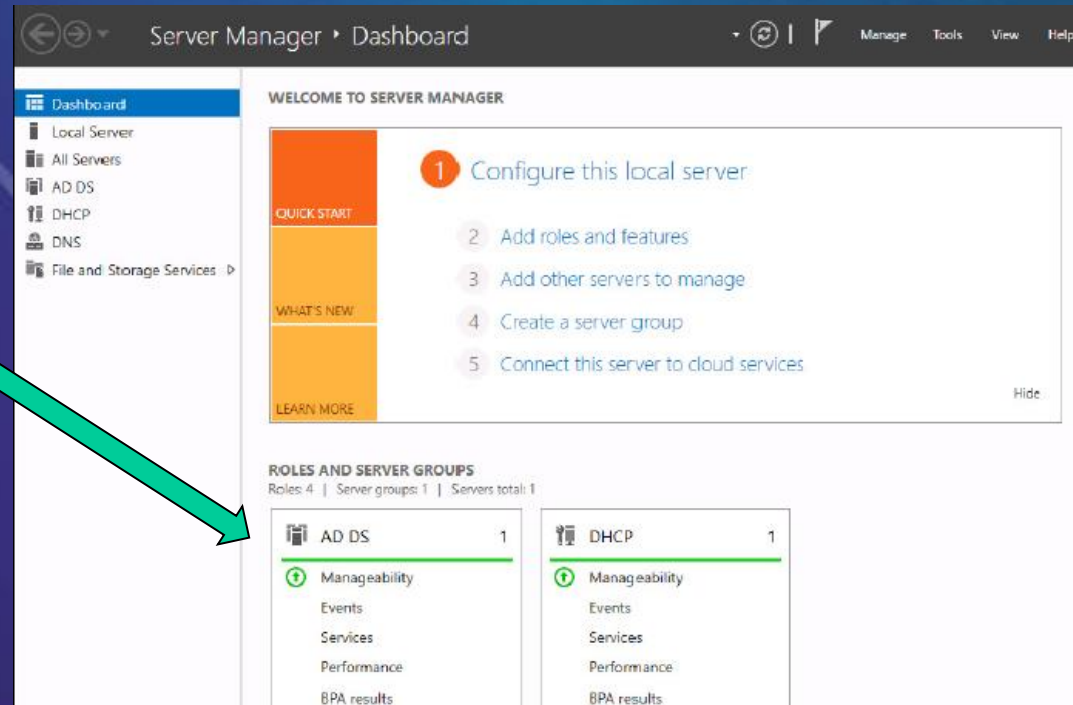 Server Manager ‣ Dashboard
Manage Tools View Help
Dashboard
Local Server
All Servers
AD DS
DHCP
DNS
File and Storage Services
WELCOME TO SERVER MANAGER
QUICK START
WHAT'S NEW
LEARN MORE
1 Configure this local server
2 Add roles and features
3 Add other servers to manage
4 Create a server group
5 Connect this server to cloud services
Hide
ROLES AND SERVER GROUPS
Roles: 4 | Server groups: 1 | Servers total: 1
AD DS 1
Manageability
Events
Services
Performance
BPA results
DHCP 1
Manageability
Events
Services
Performance
BPA results